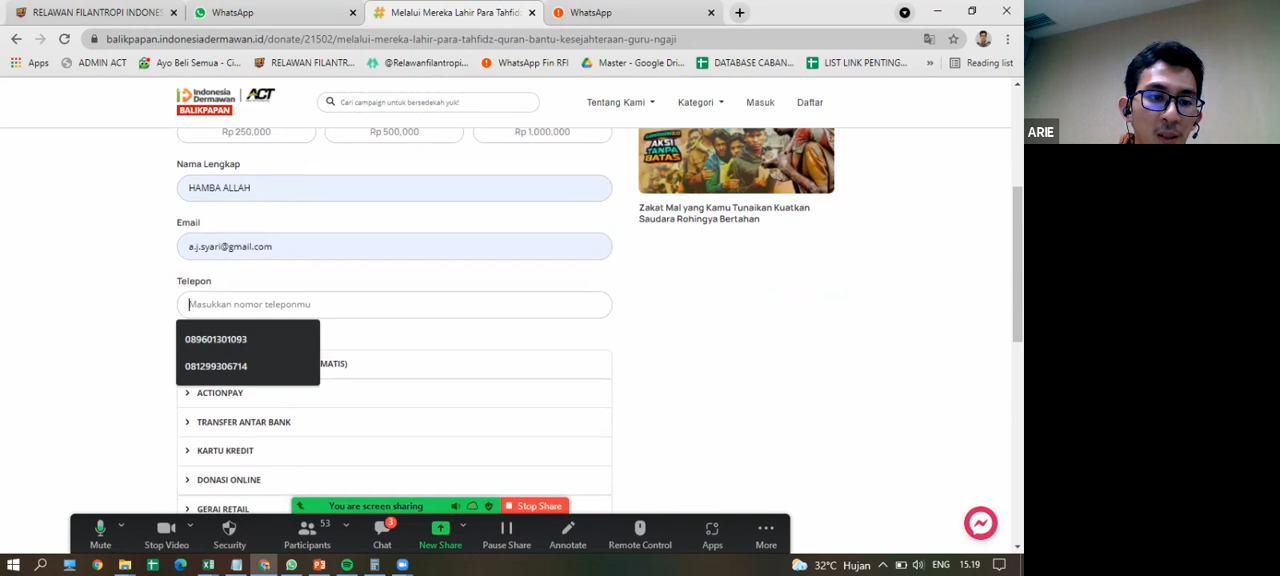 RELAWAN FILANTROPI INDONES
WhatsApp
Melalui Mereka Lahir Para Tahfidz
WhatsApp
balikpapan.indonesiadermawan.id/donate/21502/melalui-mereka-lahir-para-tahfidz-quran-bantu-kesejahteraan-guru-ngaji
Apps
ADMIN ACT
Ayo Beli Semua - Ci...
RELAWAN FILANTR...
@Relawanfilantropi...
WhatsApp Fin RFI
Master - Google Dri...
DATABASE CABAN...
LIST LINK PENTING...
»
Reading list
Indonesia Dermawan
ACT
BALIKPAPAN
Cari campaign untuk bersedekah yuk!
Tentang Kami
Kategori
Masuk
Daftar
Rp 250.000
Rp 500.000
Rp 1.000.000
AKSI
TANPA
BATAS
Nama Lengkap
HAMBA ALLAH
Zakat Mal yang Kamu Tunaikan Kuatkan
Saudara Rohingya Bertahan
Email
a.j.syari@gmail.com
Telepon
Masukkan nomor teleponmu
089601301093
081299306714
MATIS)
ACTIONPAY
TRANSFER ANTAR BANK
KARTU KREDIT
DONASI ONLINE
GERAI RETAIL
You are screen sharing
Stop Share
Mute
Stop Video
Security
53
Participants
3
Chat
New Share
Pause Share
Annotate
Remote Control
Apps
More
32°C Hujan
ENG
15.19
ARIE